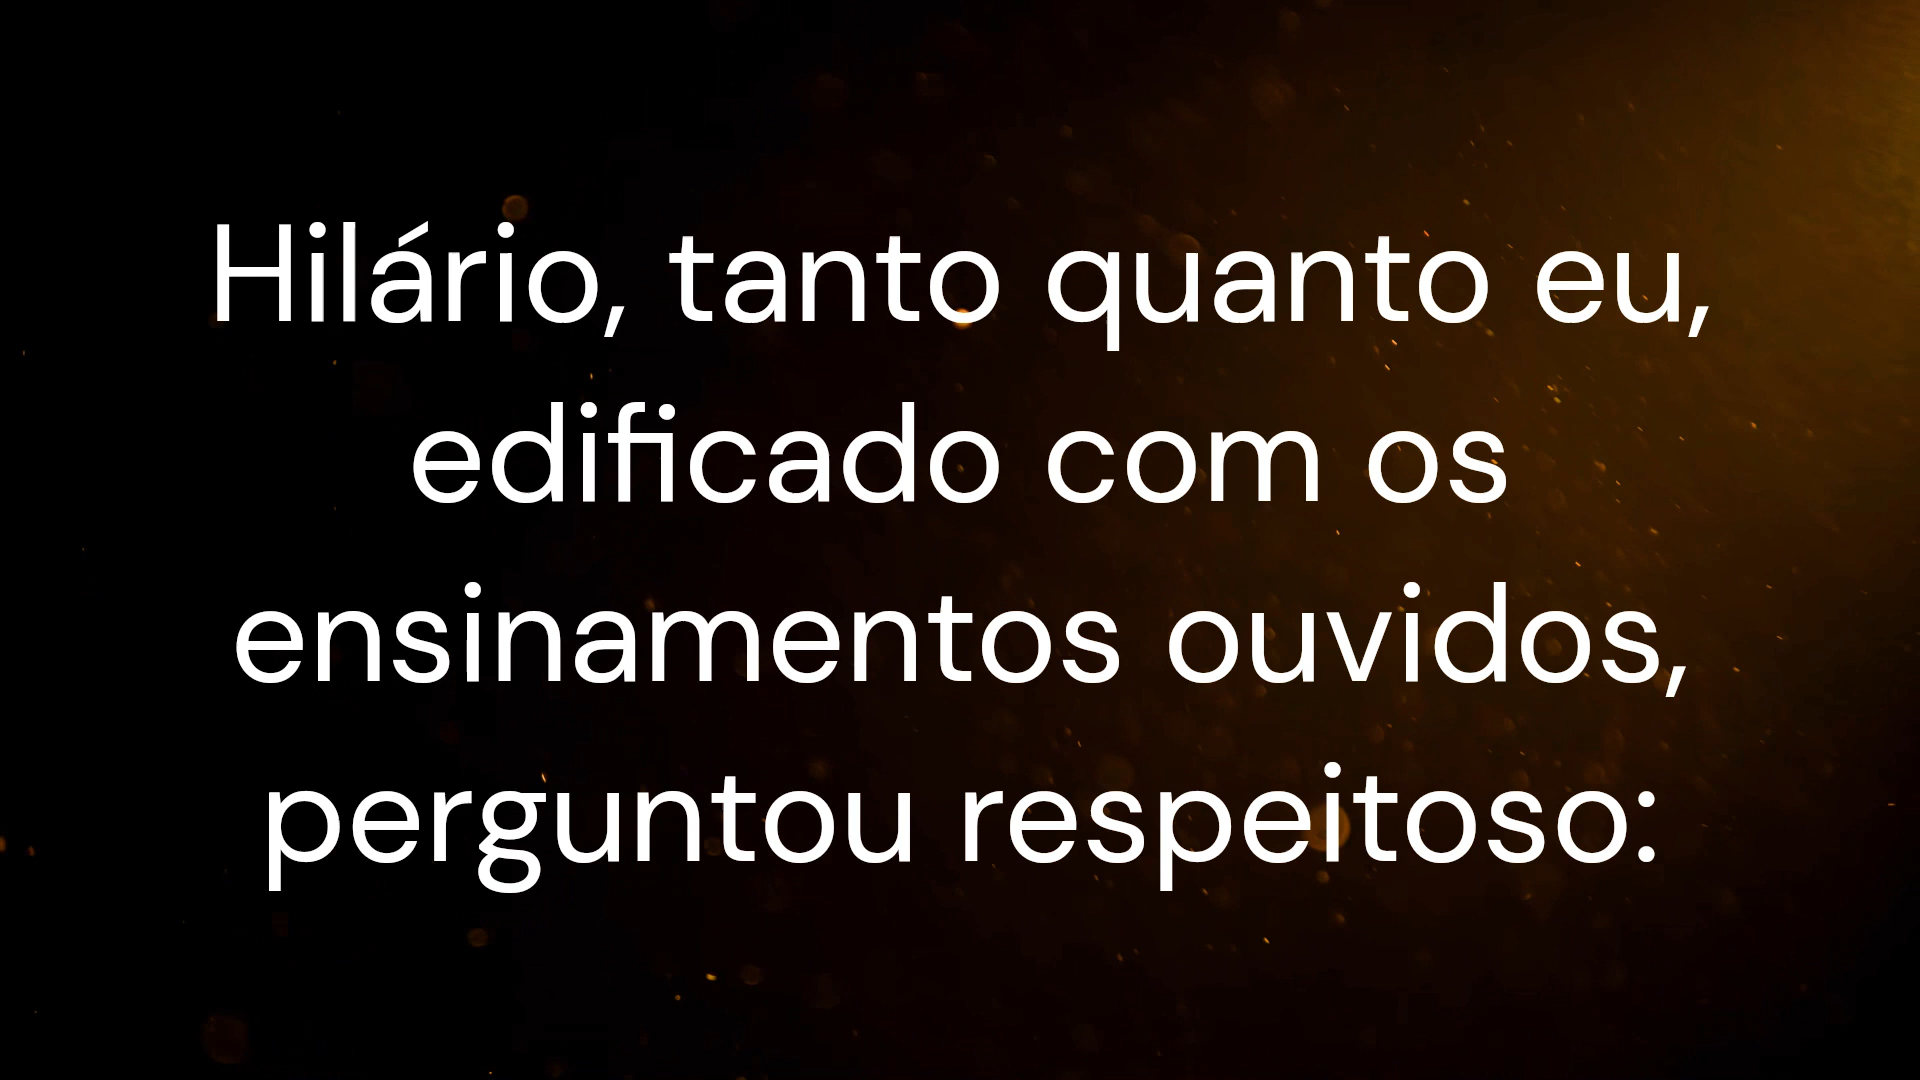 Hilário, tanto quanto eu,
edificado com os
ensinamentos ouvidos,
perguntou respeitoso: